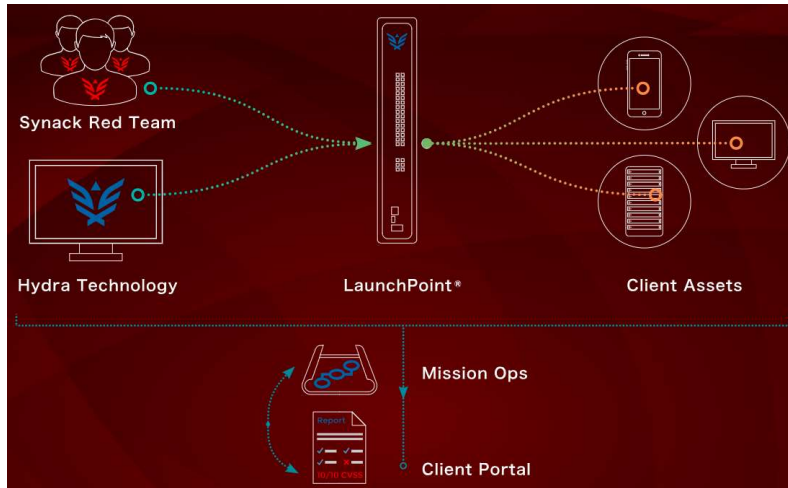 Synack Red Team
Hydra Technology
LaunchPoint®
Client Assets
Mission Ops
Report
10/10 CVSS
Client Portal